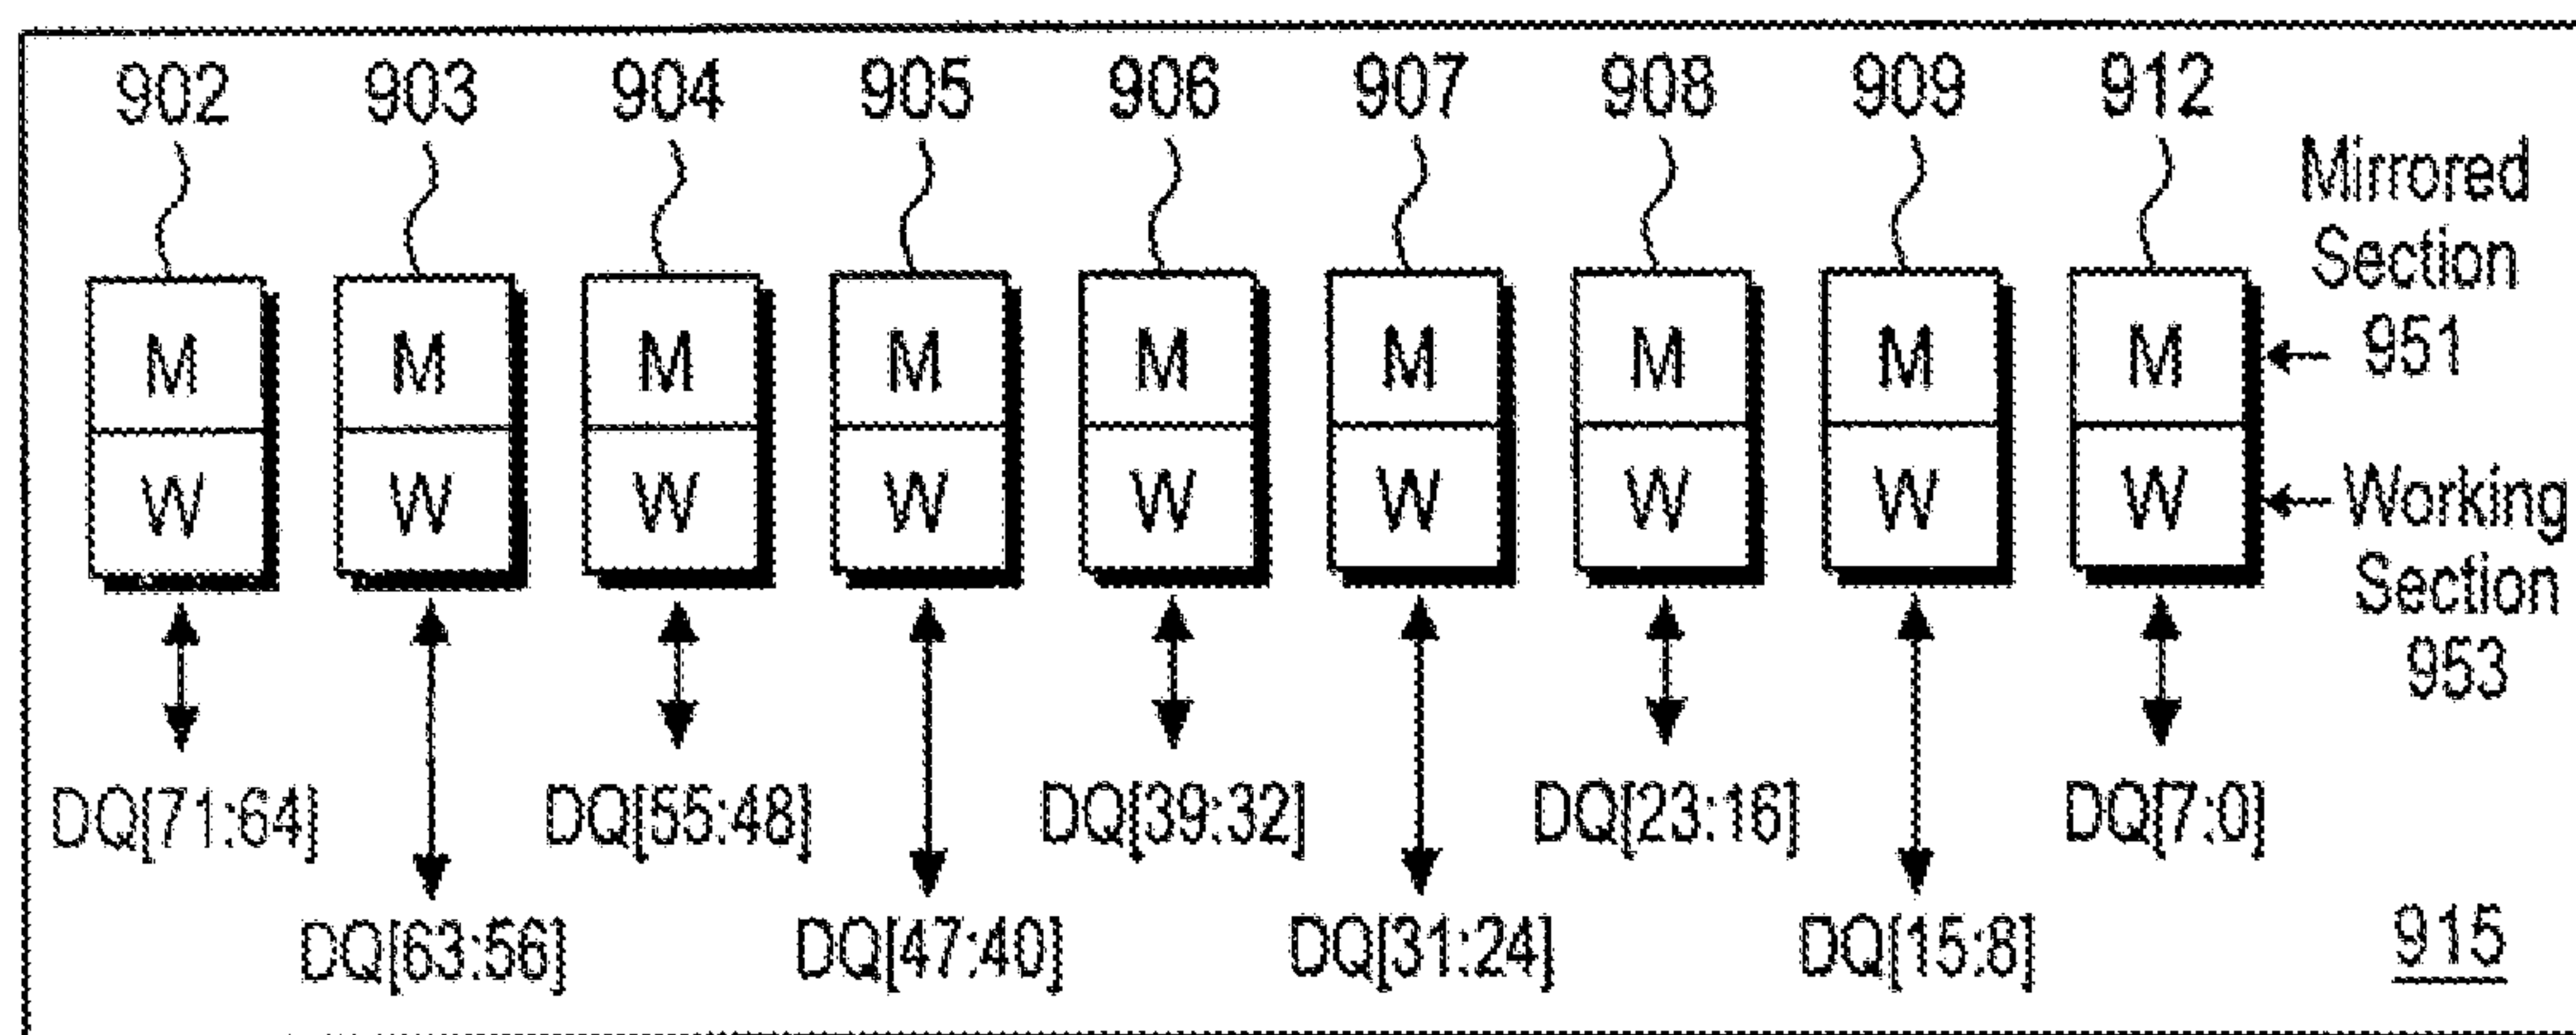 902 903 904 905 906 907 908 909 912
Mirrored
Section
951
M M M M M M M M M
W W W W W W W W W
Working
Section
953
DQ[71:64] DQ[55:48] DQ[39:32] DQ[23:16] DQ[7:0]
DQ[63:56] DQ[47:40] DQ[31:24] DQ[15:8]
915